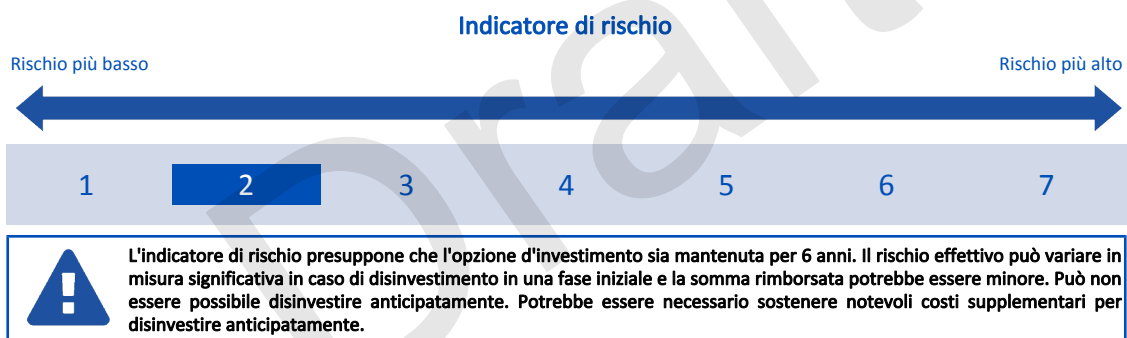 Indicatore di rischio
Rischio più basso
Rischio più alto
1 2 3 4 5 6 7
L'indicatore di rischio presuppone che l'opzione d'investimento sia mantenuta per 6 anni. Il rischio effettivo può variare in
misura significativa in caso di disinvestimento in una fase iniziale e la somma rimborsata potrebbe essere minore. Può non
essere possibile disinvestire anticipatamente. Potrebbe essere necessario sostenere notevoli costi supplementari per
disinvestire anticipatamente.
Draft